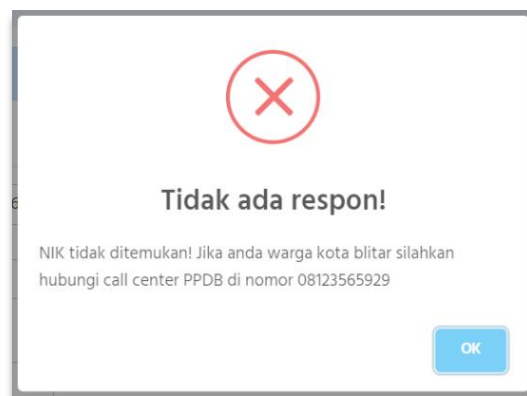 6
Tidak ada respon!
NIK tidak ditemukan! Jika anda warga kota blitar silahkan
hubungi call center PPDB di nomor 08123565929
OK